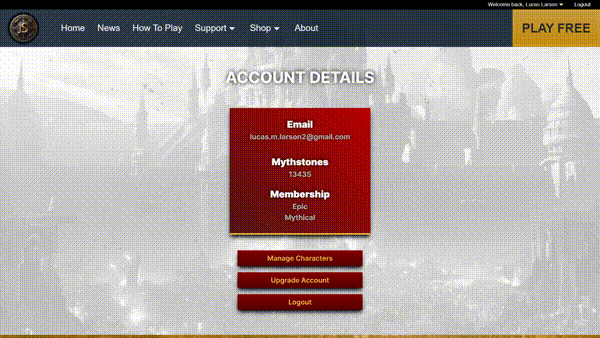 Welcome back, Lucas Larson Logout
Home News How To Play Support Shop About
PLAY FREE
ACCOUNT DETAILS
Email
lucas.m.larson2@gmail.com
Mythstones
13435
Membership
Epic
Mythical
Manage Characters
Upgrade Account
Logout